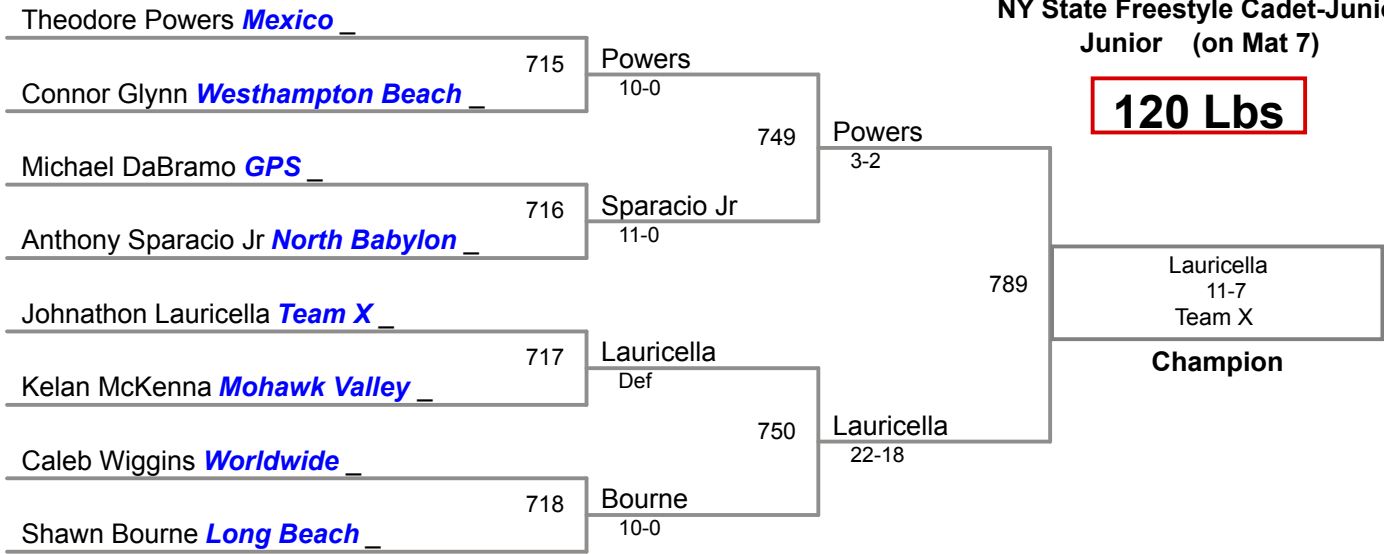 Theodore Powers Mexico _
NY State Freestyle Cadet-Juni
Junior (on Mat 7)
715
Powers
10-0
Connor Glynn Westhampton Beach _
120 Lbs
749
Powers
3-2
Michael DaBramo GPS _
716
Sparacio Jr
11-0
Anthony Sparacio Jr North Babylon _
789
Lauricella
11-7
Team X
Champion
Johnathon Lauricella Team X _
717
Lauricella
Def
Kelan McKenna Mohawk Valley _
750
Lauricella
22-18
Caleb Wiggins Worldwide _
718
Bourne
10-0
Shawn Bourne Long Beach _